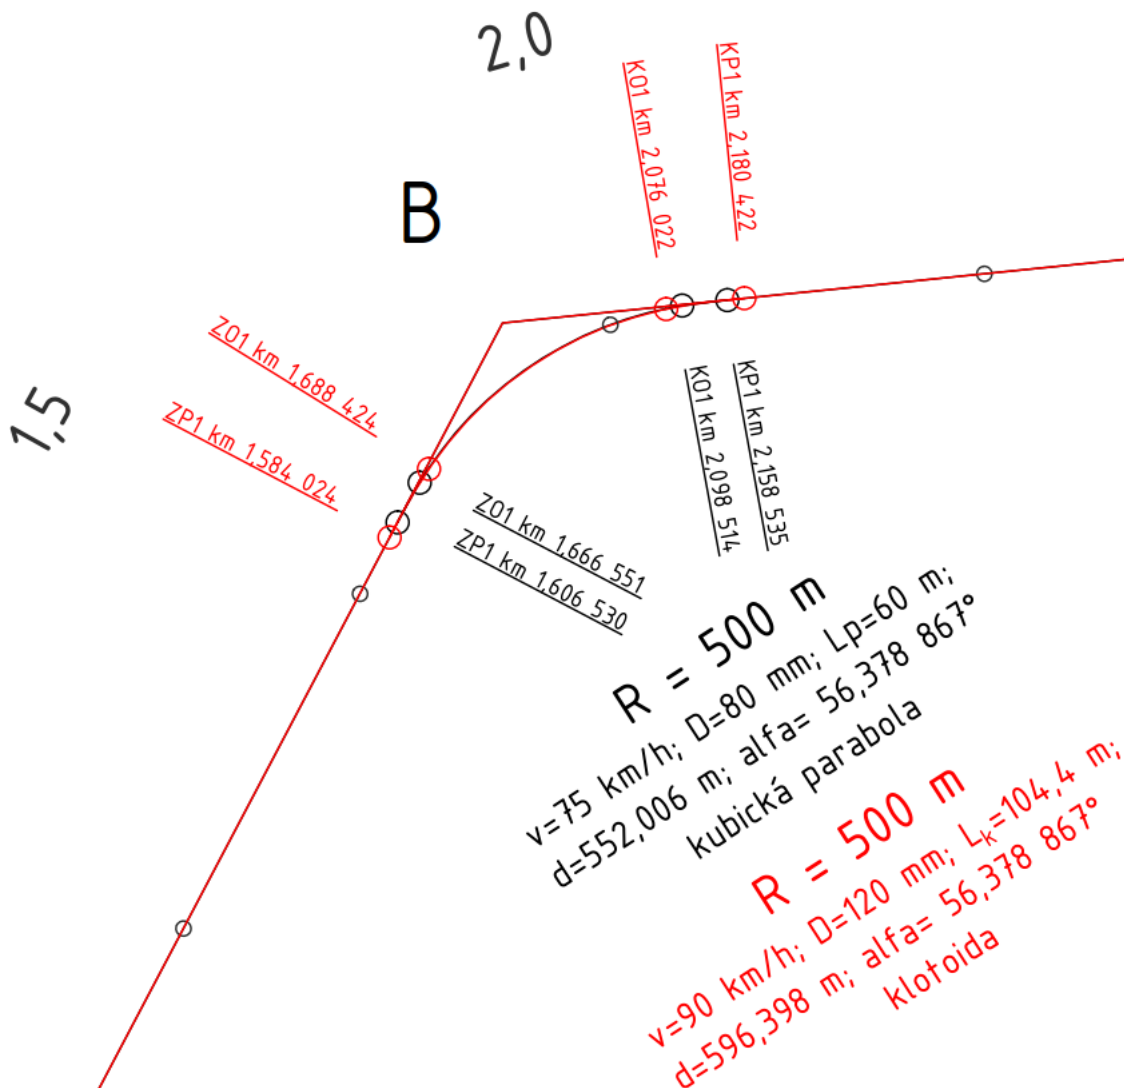 2,0
KO1 km 2,076 022
KP1 km 2,180 422
B
ZO1 km 1,688 424
ZP1 km 1,584 024
1,5
KO1 km 2,098 514
KP1 km 2,158 535
ZO1 km 1,666 551
ZP1 km 1,606 530
R = 500 m
v=75 km/h; D=80 mm; Lp=60 m;
d=552,006 m; alfa= 56,378 867°
kubická parabola
R = 500 m
v=90 km/h; D=120 mm; Lₖ=104,4 m;
d=596,398 m; alfa= 56,378 867°
klotoida